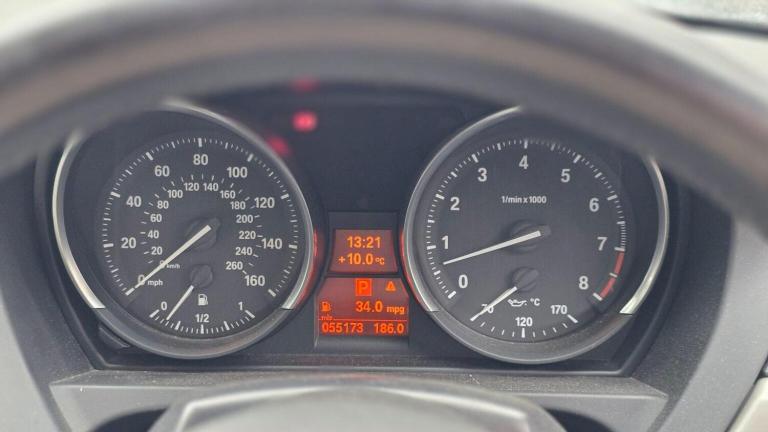 0 20 40 60 80 100 120 140 160
mph
0 20 40 60 80 100 120 140 160 180 200 220 240 260
km/h
0 1/2 1
13:21
+10.0°C
P
34.0 mpg
mls
055173 186.0
0 1 2 3 4 5 6 7 8
1/min x 1000
70 120 170
°C